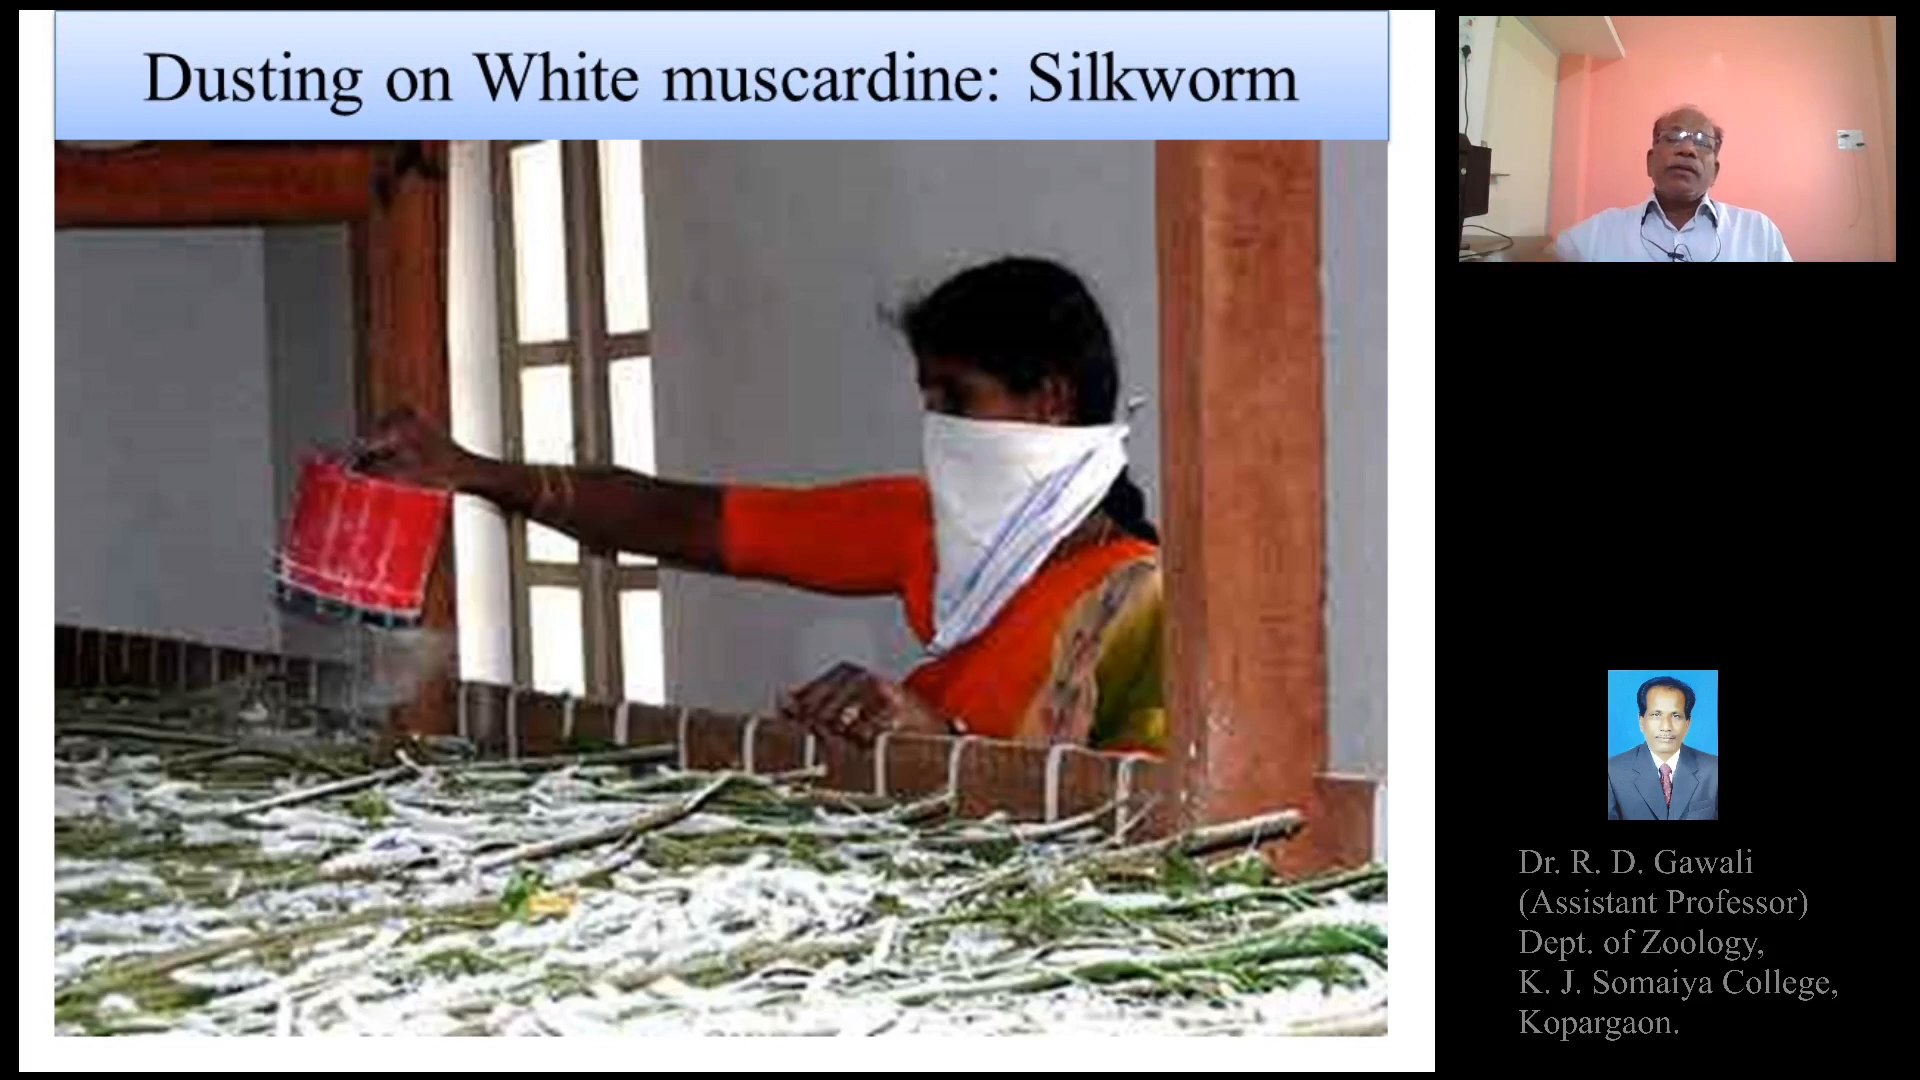 Dusting on White muscardine: Silkworm
Dr. R. D. Gawali
(Assistant Professor)
Dept. of Zoology,
K. J. Somaiya College,
Kopargaon.